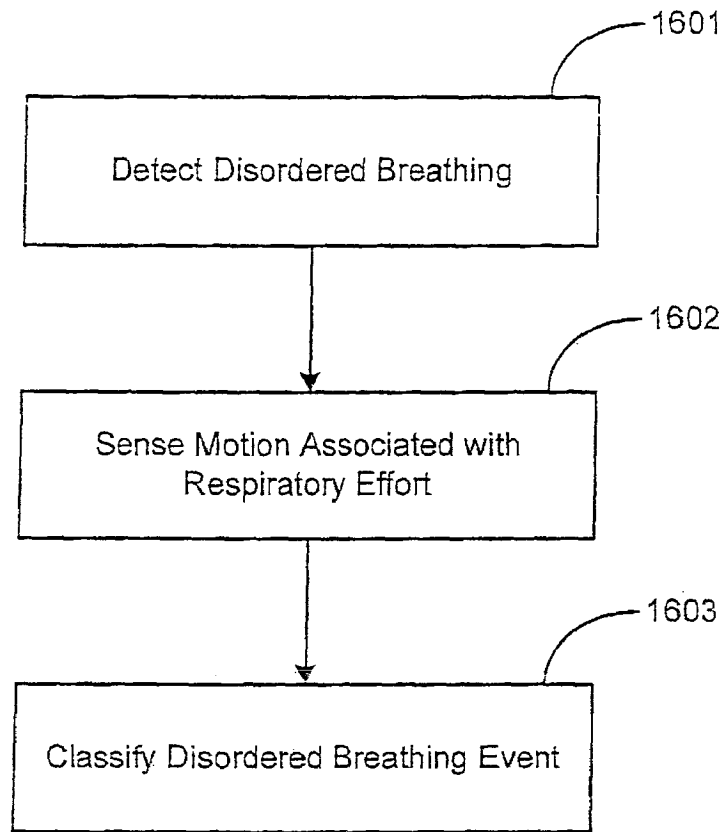 1601
Detect Disordered Breathing
1602
Sense Motion Associated with
Respiratory Effort
1603
Classify Disordered Breathing Event